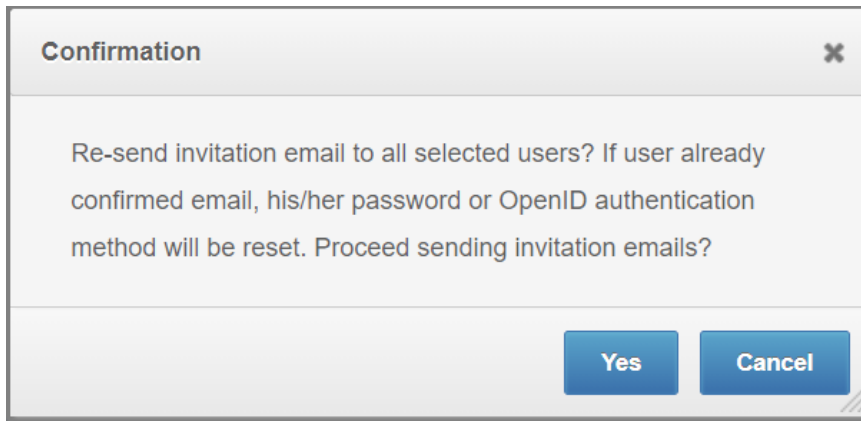 Confirmation
Re-send invitation email to all selected users? If user already
confirmed email, his/her password or OpenID authentication
method will be reset. Proceed sending invitation emails?
Yes
Cancel